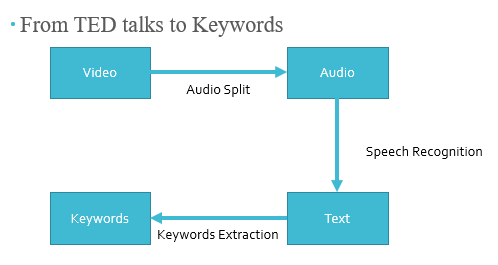 ▪ From TED talks to Keywords
Video
Audio
Audio Split
Speech Recognition
Keywords
Text
Keywords Extraction